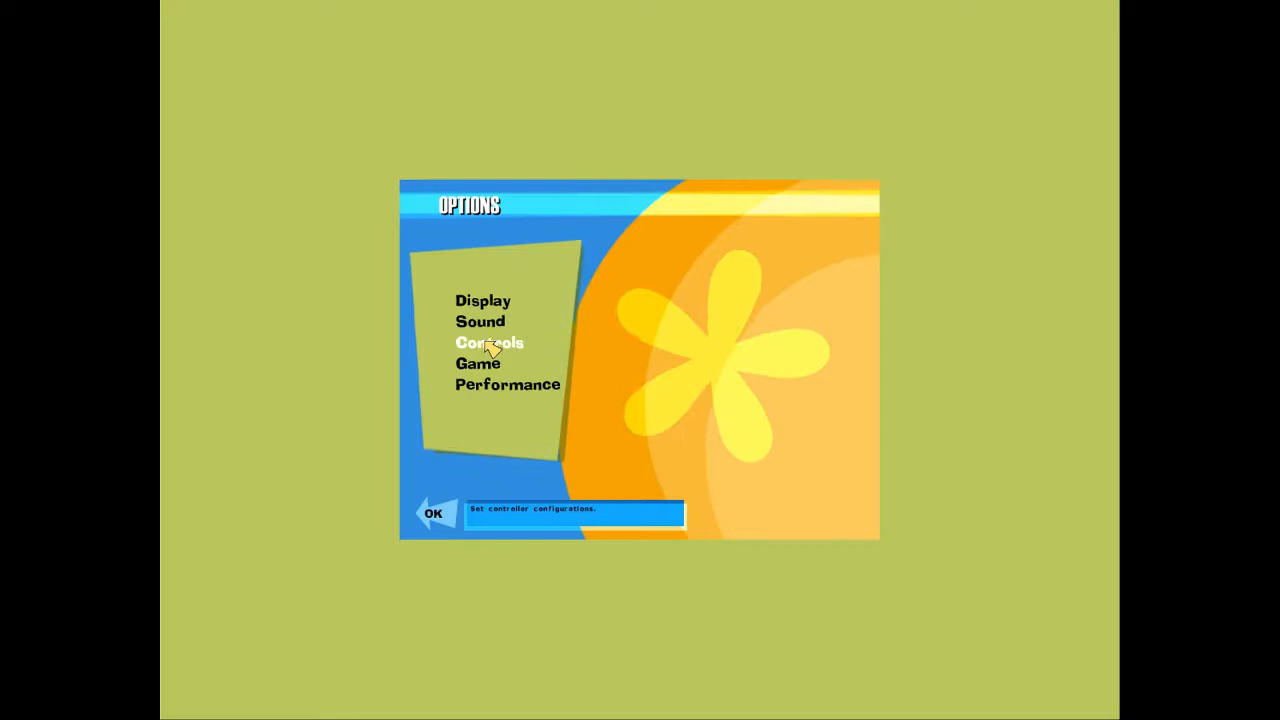 OPTIONS
Display
Sound
Controls
Game
Performance
OK
Set controller configurations.